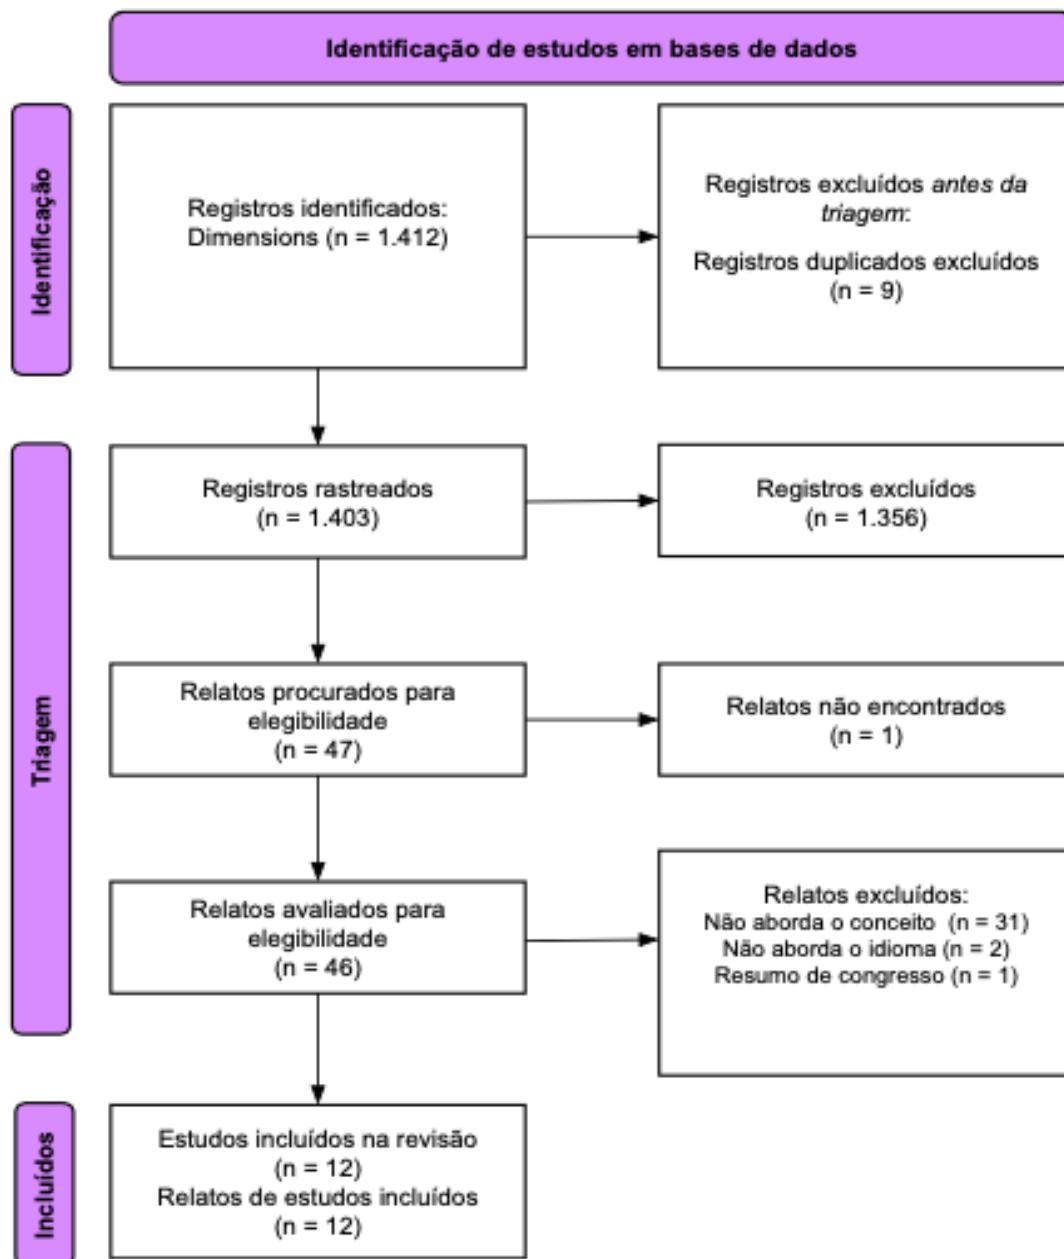 Identificação de estudos em bases de dados
Identificação
Registros identificados:
Dimensions (n = 1.412)
Registros excluídos antes da
triagem:
Registros duplicados excluídos
(n = 9)
Triagem
Registros rastreados
(n = 1.403)
Registros excluídos
(n = 1.356)
Relatos procurados para
elegibilidade
(n = 47)
Relatos não encontrados
(n = 1)
Relatos avaliados para
elegibilidade
(n = 46)
Relatos excluídos:
Não aborda o conceito (n = 31)
Não aborda o idioma (n = 2)
Resumo de congresso (n = 1)
Incluídos
Estudos incluídos na revisão
(n = 12)
Relatos de estudos incluídos
(n = 12)